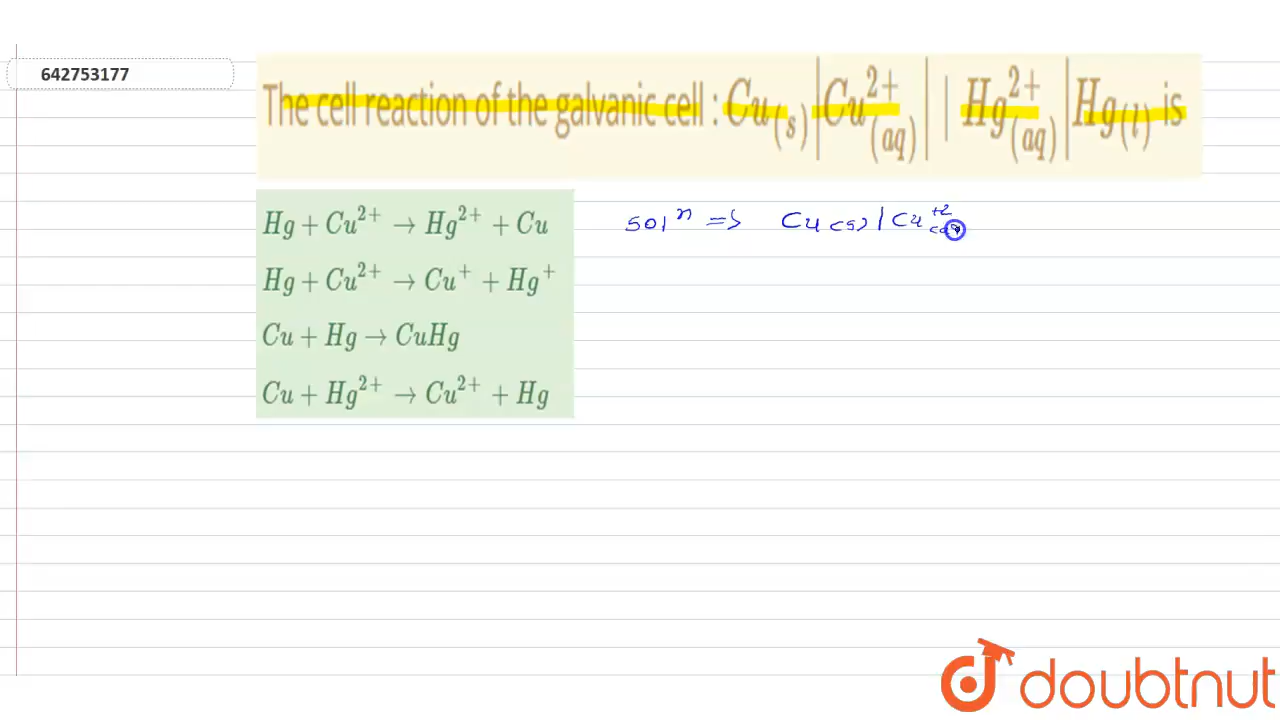 642753177
The cell reaction of the galvanic cell : Cu₍ₛ₎|Cu²⁺₍aq₎| | Hg²⁺₍aq₎|Hg₍l₎ is
Hg + Cu²⁺ → Hg²⁺ + Cu
Hg + Cu²⁺ → Cu⁺ + Hg⁺
Cu + Hg → CuHg
Cu + Hg²⁺ → Cu²⁺ + Hg
Solⁿ ⇒ Cu(s) | Cu⁺²
doubtnut